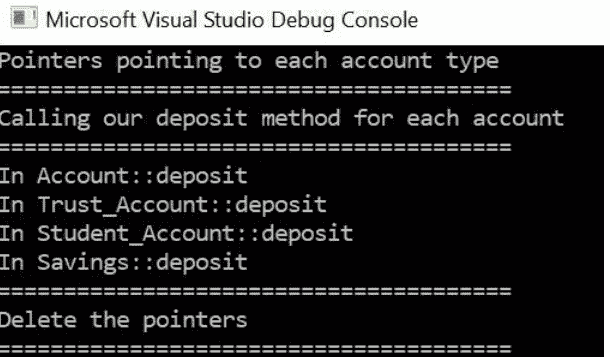 Microsoft Visual Studio Debug Console
Pointers pointing to each account type
=======================================
Calling our deposit method for each account
=======================================
In Account::deposit
In Trust_Account::deposit
In Student_Account::deposit
In Savings::deposit
=======================================
Delete the pointers
=======================================